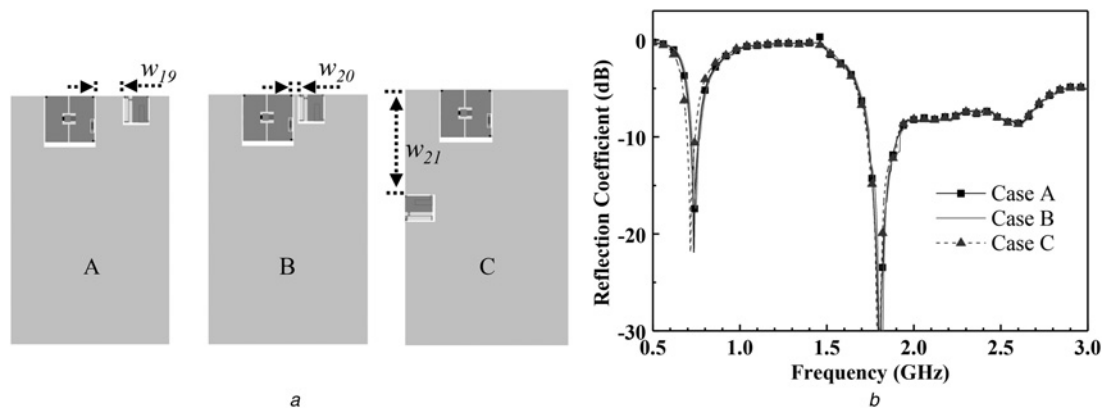 w19
w20
w21
A
B
C
a
Reflection Coefficient (dB)
0
-10
-20
-30
Case A
Case B
Case C
0.5 1.0 1.5 2.0 2.5 3.0
Frequency (GHz)
b